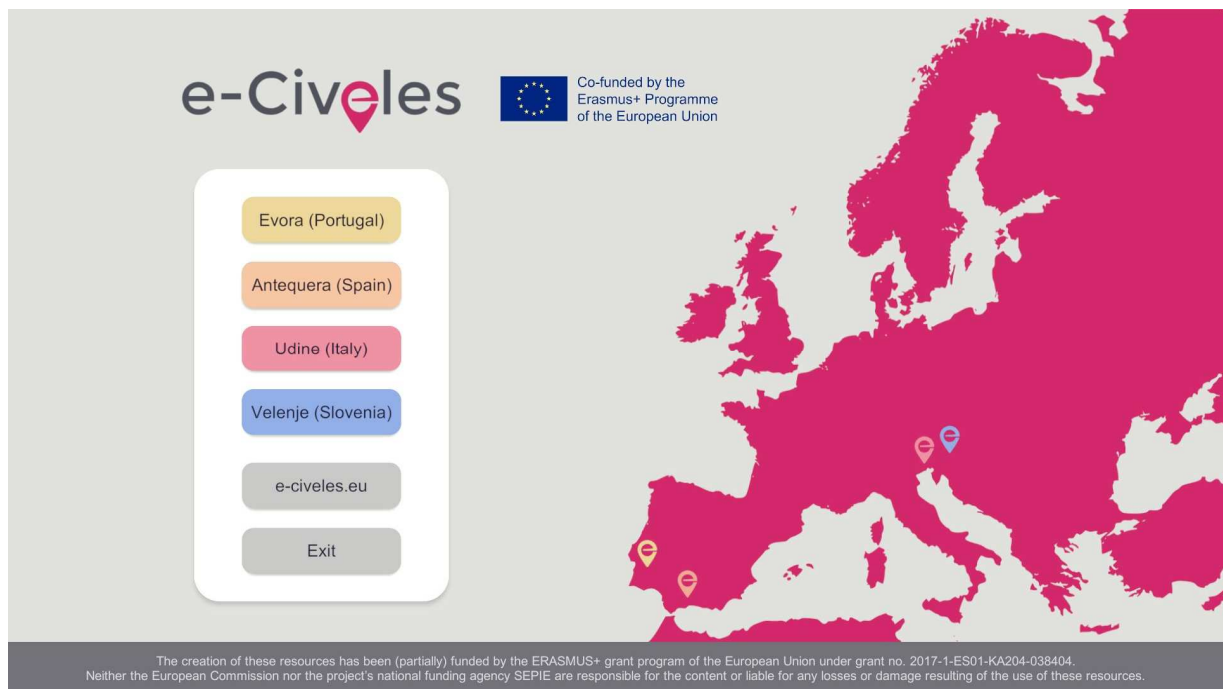 e-Civeles
Co-funded by the
Erasmus+ Programme
of the European Union
Evora (Portugal)
Antequera (Spain)
Udine (Italy)
Velenje (Slovenia)
e-civeles.eu
Exit
The creation of these resources has been (partially) funded by the ERASMUS+ grant program of the European Union under grant no. 2017-1-ES01-KA204-038404.
Neither the European Commission nor the project's national funding agency SEPIE are responsible for the content or liable for any losses or damage resulting of the use of these resources.